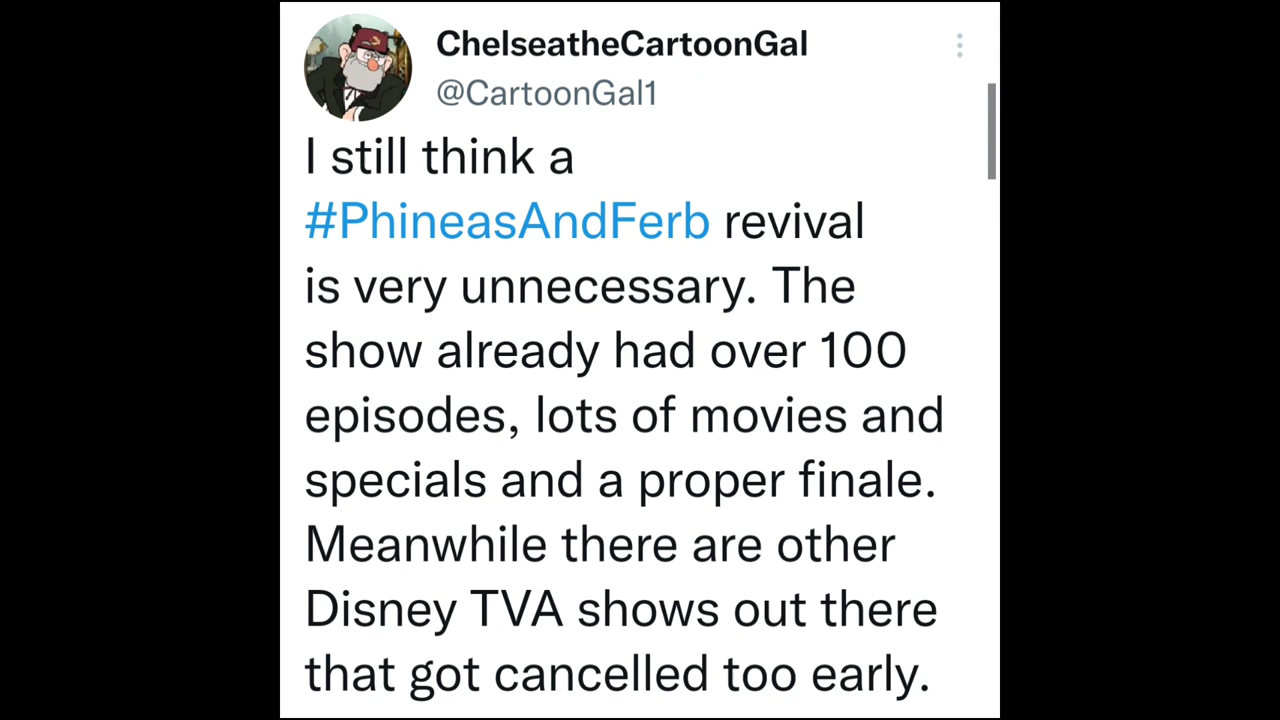 ChelseatheCartoonGal
@CartoonGal1
I still think a
#PhineasAndFerb revival
is very unnecessary. The
show already had over 100
episodes, lots of movies and
specials and a proper finale.
Meanwhile there are other
Disney TVA shows out there
that got cancelled too early.